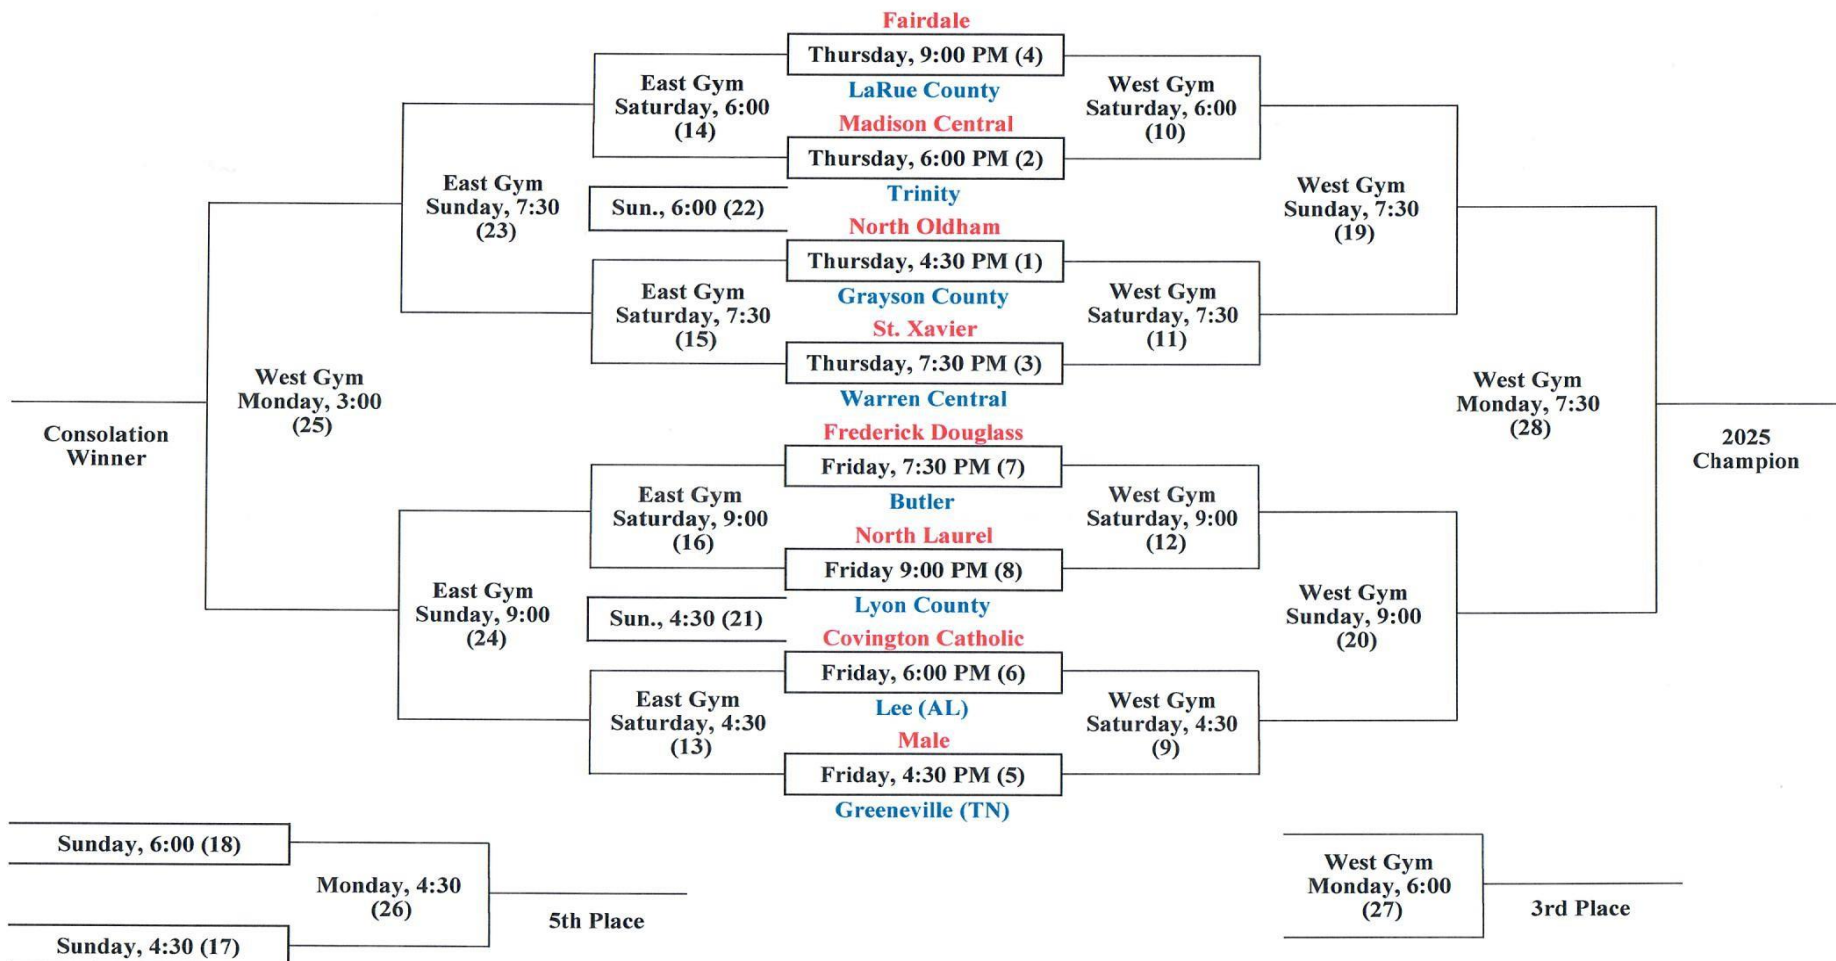 Fairdale
Thursday, 9:00 PM (4)
LaRue County
East Gym
Saturday, 6:00
(14)
West Gym
Saturday, 6:00
(10)
Madison Central
Thursday, 6:00 PM (2)
Trinity
East Gym
Sunday, 7:30
(23)
Sun., 6:00 (22)
West Gym
Sunday, 7:30
(19)
North Oldham
Thursday, 4:30 PM (1)
Grayson County
East Gym
Saturday, 7:30
(15)
West Gym
Saturday, 7:30
(11)
St. Xavier
Thursday, 7:30 PM (3)
Warren Central
West Gym
Monday, 3:00
(25)
Consolation
Winner
West Gym
Monday, 7:30
(28)
2025
Champion
Frederick Douglass
Friday, 7:30 PM (7)
Butler
East Gym
Saturday, 9:00
(16)
West Gym
Saturday, 9:00
(12)
North Laurel
Friday 9:00 PM (8)
Lyon County
East Gym
Sunday, 9:00
(24)
Sun., 4:30 (21)
West Gym
Sunday, 9:00
(20)
Covington Catholic
Friday, 6:00 PM (6)
Lee (AL)
East Gym
Saturday, 4:30
(13)
West Gym
Saturday, 4:30
(9)
Male
Friday, 4:30 PM (5)
Greeneville (TN)
Sunday, 6:00 (18)
Monday, 4:30
(26)
5th Place
Sunday, 4:30 (17)
West Gym
Monday, 6:00
(27)
3rd Place